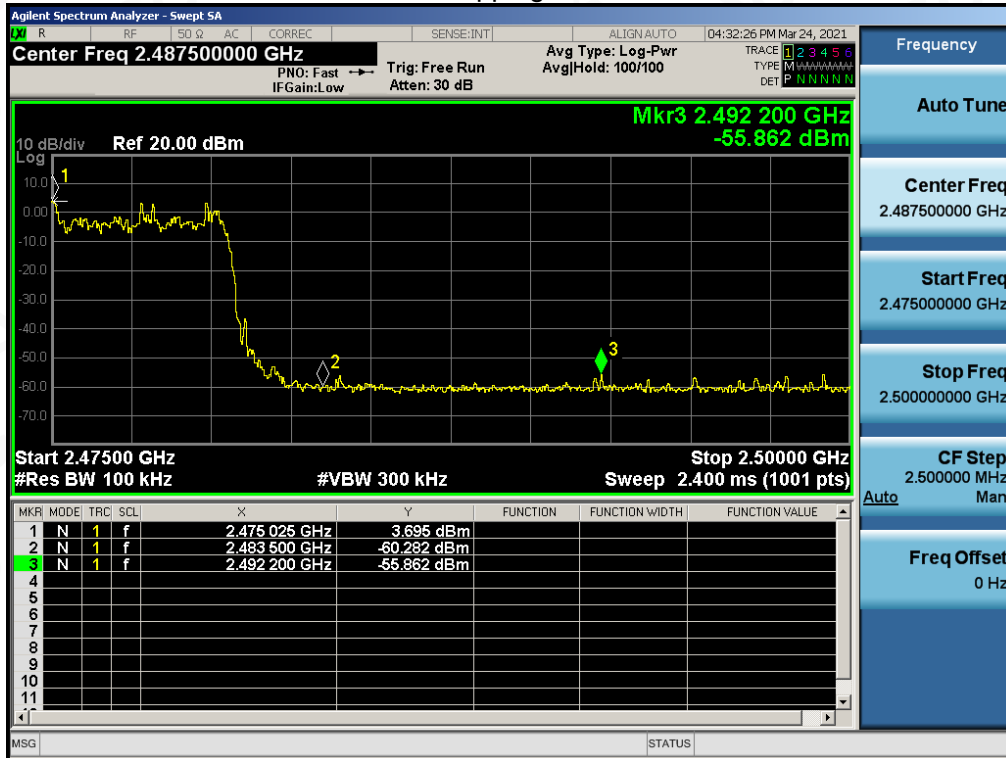 Agilent Spectrum Analyzer - Swept SA
LXI R RF 50 Ω AC CORREC SENSE:INT ALIGN AUTO 04:32:26 PM Mar 24, 2021
Center Freq 2.487500000 GHz
PNO: Fast
IFGain:Low
Trig: Free Run
Atten: 30 dB
Avg Type: Log-Pwr
Avg|Hold: 100/100
TRACE 1 2 3 4 5 6
TYPE M WWWWW
DET P N N N N N
Frequency
Auto Tune
Center Freq
2.487500000 GHz
Start Freq
2.475000000 GHz
Stop Freq
2.500000000 GHz
CF Step
2.500000 MHz
Auto Man
Freq Offset
0 Hz
Mkr3 2.492 200 GHz
-55.862 dBm
10 dB/div Ref 20.00 dBm
Log
10.0
0.00
-10.0
-20.0
-30.0
-40.0
-50.0
-60.0
-70.0
1
2
3
Start 2.47500 GHz Stop 2.50000 GHz
#Res BW 100 kHz #VBW 300 kHz Sweep 2.400 ms (1001 pts)
MKR MODE TRC SCL X Y FUNCTION FUNCTION WIDTH FUNCTION VALUE
1 N 1 f 2.475 025 GHz 3.695 dBm
2 N 1 f 2.483 500 GHz -60.282 dBm
3 N 1 f 2.492 200 GHz -55.862 dBm
4
5
6
7
8
9
10
11
MSG STATUS